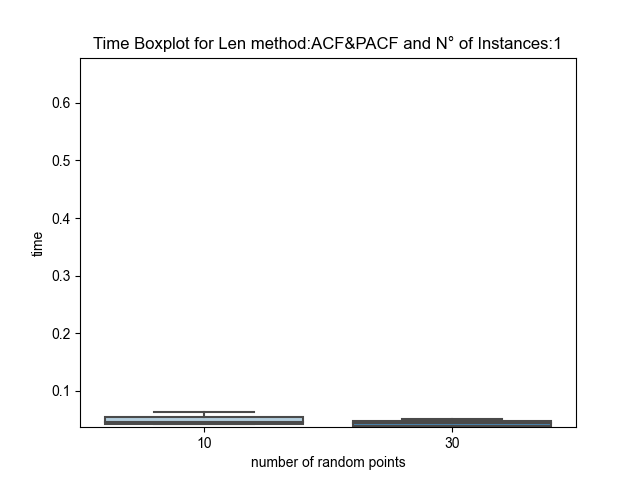 Time Boxplot for Len method:ACF&PACF and N° of Instances:1
0.6
0.5
0.4
0.3
0.2
0.1
time
10
30
number of random points